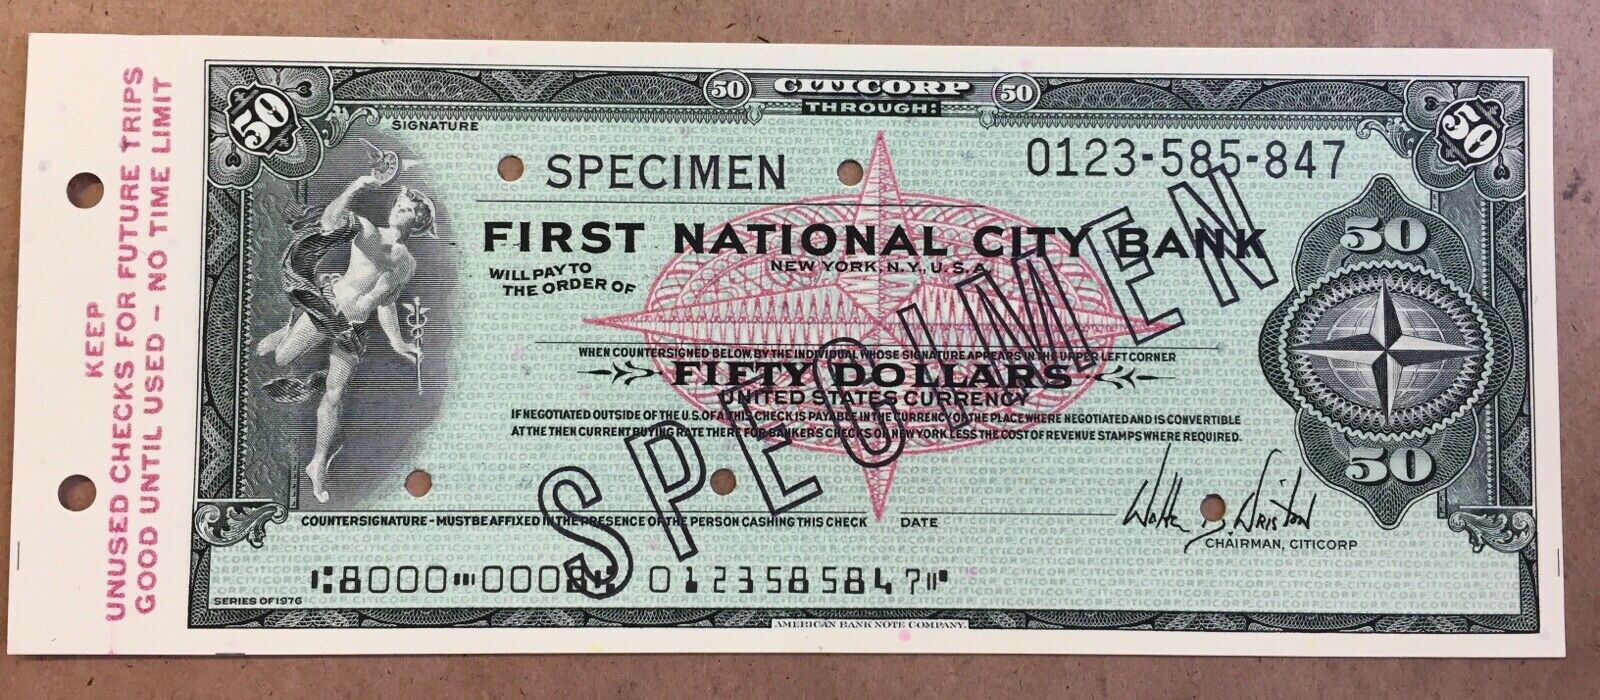 KEEP
UNUSED CHECKS FOR FUTURE TRIPS
GOOD UNTIL USED - NO TIME LIMIT
50
50
CITICORP
50
50
THROUGH:
SIGNATURE
SPECIMEN
0123-585-847
FIRST NATIONAL CITY BANK
NEW YORK, N.Y., U.S.A.
WILL PAY TO
THE ORDER OF
50
WHEN COUNTERSIGNED BELOW, BY THE INDIVIDUAL WHOSE SIGNATURE APPEARS IN THE UPPER LEFT CORNER
FIFTY DOLLARS
UNITED STATES CURRENCY
IF NEGOTIATED OUTSIDE OF THE U.S. OF A. THIS CHECK IS PAYABLE IN THE CURRENCY OF THE PLACE WHERE NEGOTIATED AND IS CONVERTIBLE
AT THE THEN CURRENT BUYING RATE THERE FOR BANKER'S CHECKS ON NEW YORK LESS THE COST OF REVENUE STAMPS WHERE REQUIRED.
50
SPECIMEN
COUNTERSIGNATURE - MUST BE AFFIXED IN THE PRESENCE OF THE PERSON CASHING THIS CHECK
DATE
Walter B Wriston
CHAIRMAN, CITICORP
⑆8000⑉0008⑆ 0123585847⑈
SERIES OF 1976
AMERICAN BANK NOTE COMPANY.